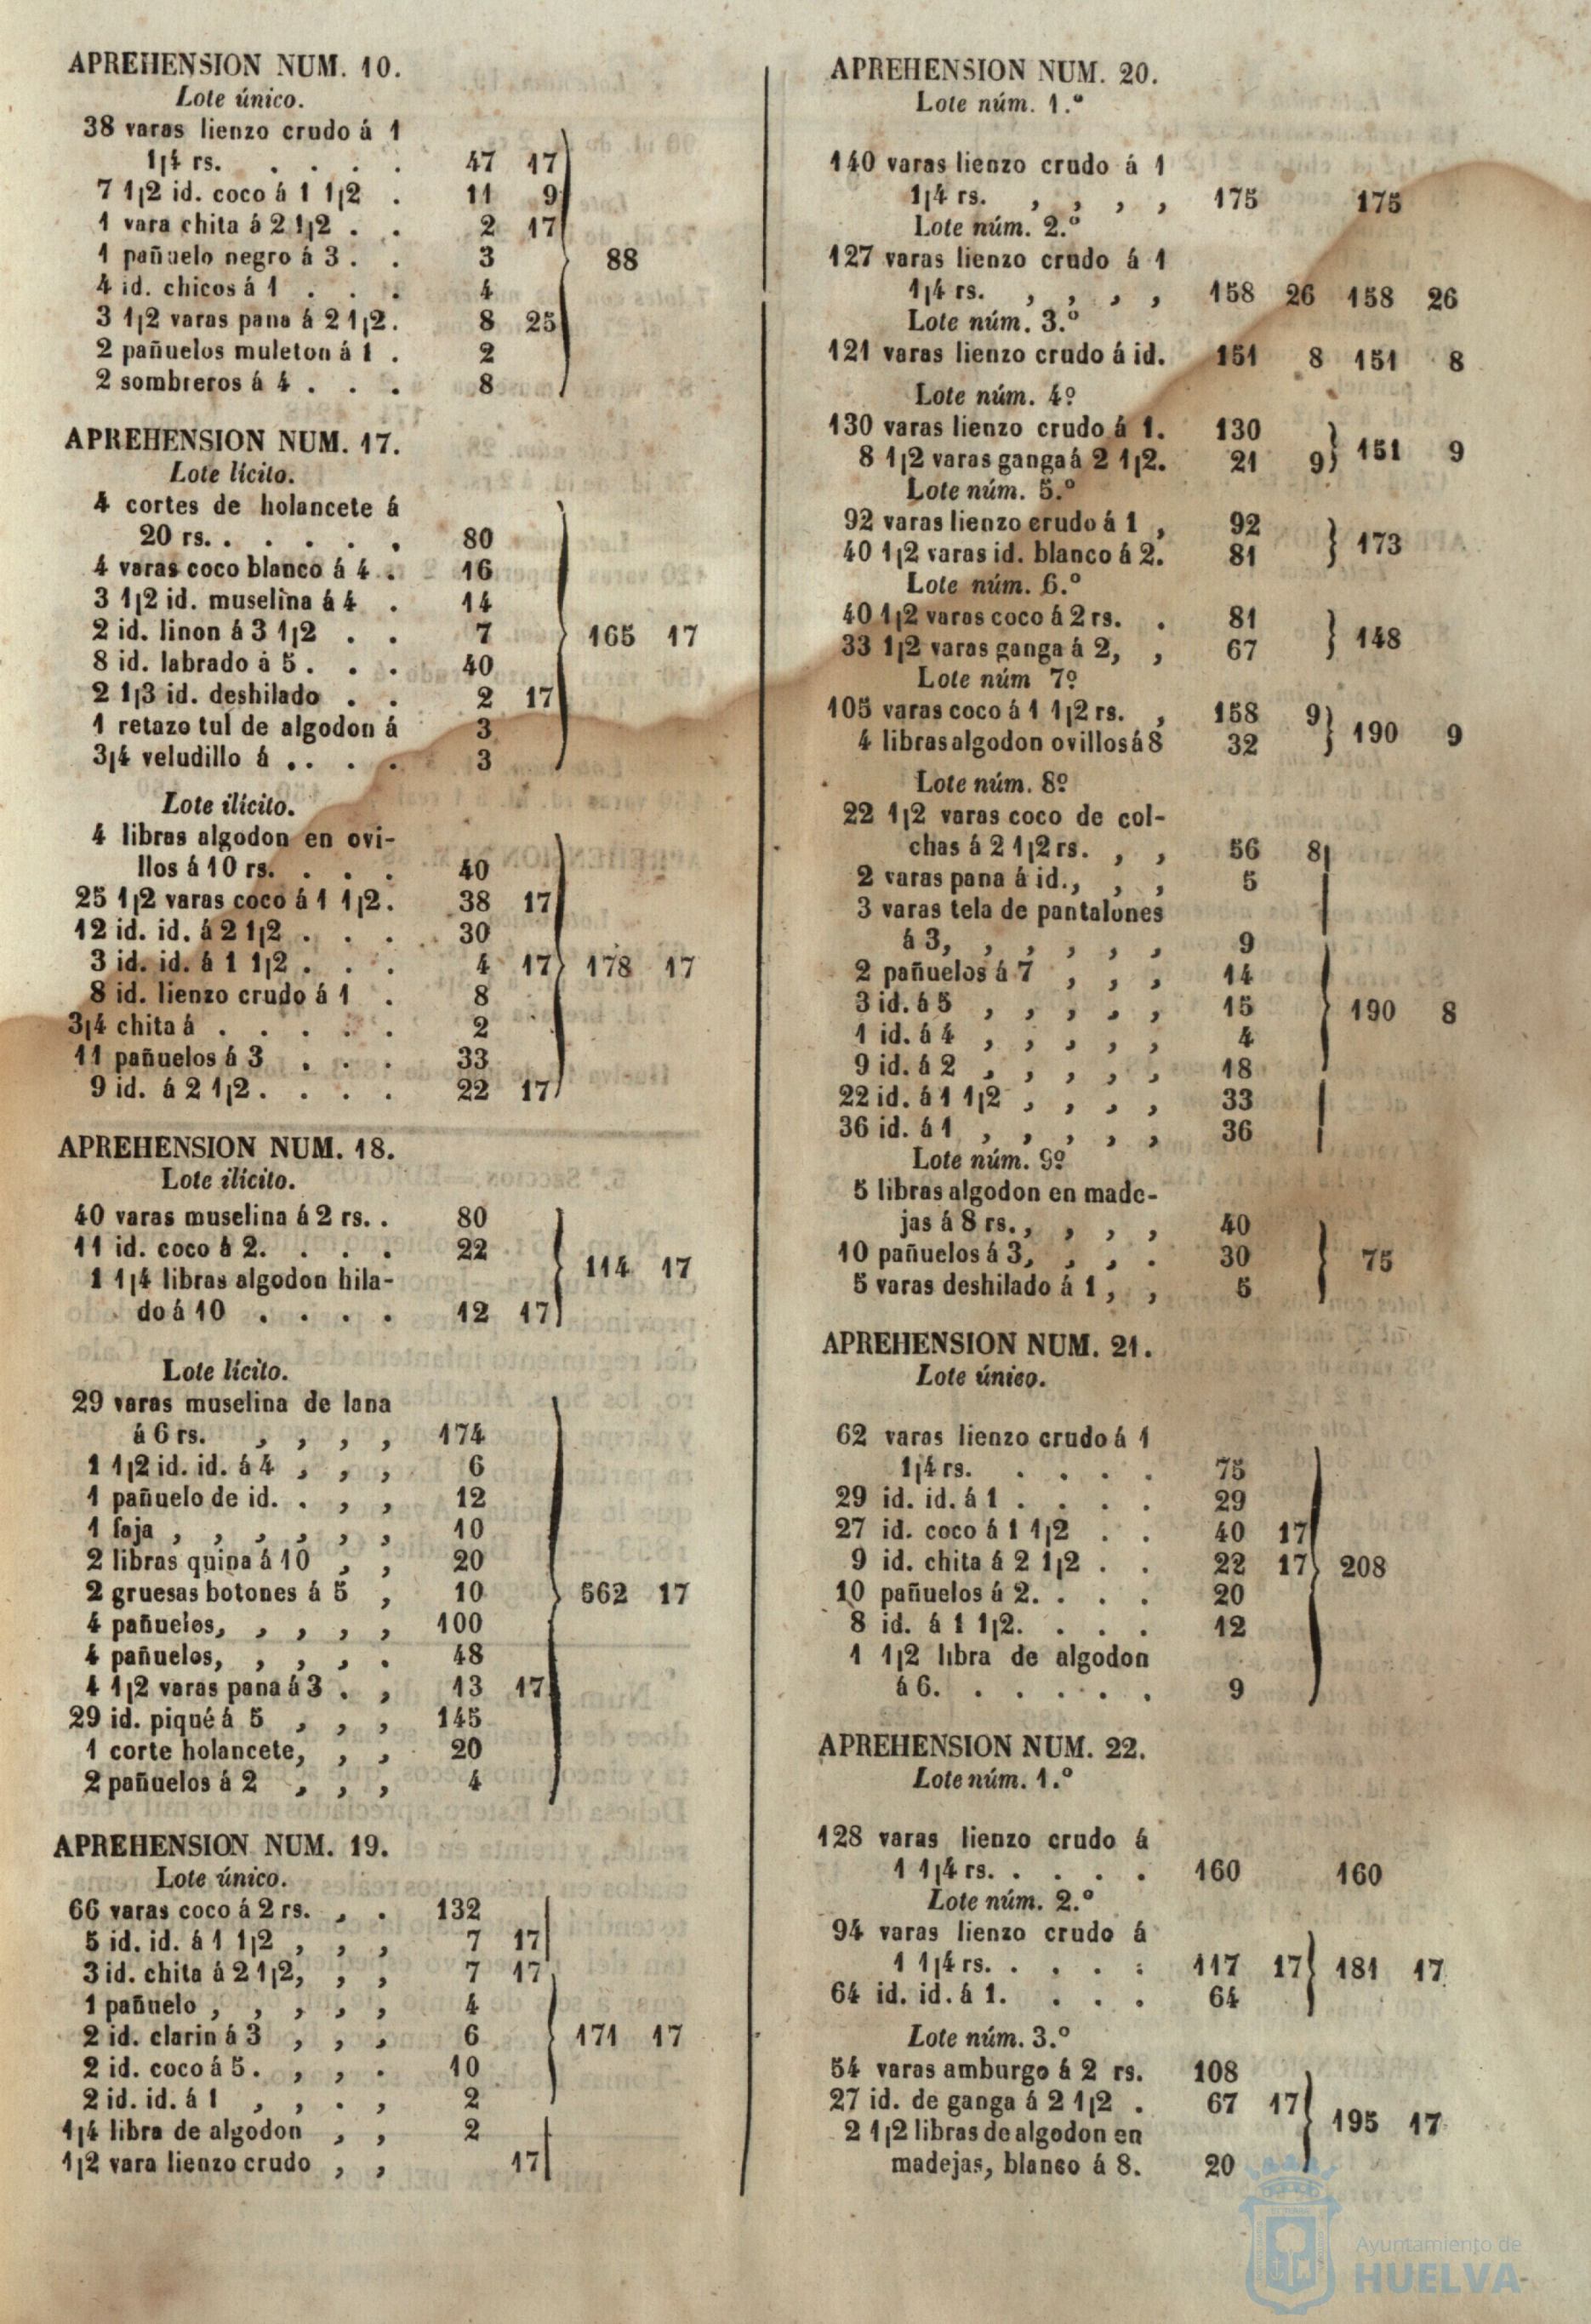 APREHENSION NUM. 10.
Lote único.
38 varas lienzo crudo á 1
1|4 rs. . . . . 47 17
7 1|2 id. coco á 1 1|2 . 11 9
1 vara chita á 2 1|2 . . 2 17
1 pañuelo negro á 3 . . 3 88
4 id. chicos á 1 . . . 4
3 1|2 varas pana á 2 1|2. 8 25
2 pañuelos muleton á 1 . 2
2 sombreros á 4 . . . 8
APREHENSION NUM. 17.
Lote lícito.
4 cortes de holancete á
20 rs. . . . . . 80
4 varas coco blanco á 4 . . 16
3 1|2 id. muselina á 4 . 14
2 id. linon á 3 1|2 . . 7 165 17
8 id. labrado á 5 . . . 40
2 1|3 id. deshilado . . 2 17
1 retazo tul de algodon á 3
3|4 veludillo á . . . . 3
Lote ilícito.
4 libras algodon en ovi-
llos á 10 rs. . . . 40
25 1|2 varas coco á 1 1|2. 38 17
12 id. id. á 2 1|2 . . . 30
3 id. id. á 1 1|2 . . . 4 17 178 17
8 id. lienzo crudo á 1 . 8
3|4 chita á . . . . . 2
11 pañuelos á 3 . . . 33
9 id. á 2 1|2 . . . . 22 17
APREHENSION NUM. 18.
Lote ilícito.
40 varas muselina á 2 rs. . 80
11 id. coco á 2. . . . 22
1 1|4 libras algodon hila- 114 17
do á 10 . . . . 12 17
Lote lícito.
29 varas muselina de lana
á 6 rs. , , , , 174
1 1|2 id. id. á 4 , , , 6
1 pañuelo de id. . , , 12
1 faja , , , , , , 10
2 libras quina á 10 , , 20
2 gruesas botones á 5 , 10 562 17
4 pañuelos, , , , , 100
4 pañuelos, , , , . 48
4 1|2 varas pana á 3 . , 13 17
29 id. piqué á 5 , , , 145
1 corte holancete, , , 20
2 pañuelos á 2 , , , 4
APREHENSION NUM. 19.
Lote único.
66 varas coco á 2 rs. , . 132
5 id. id. á 1 1|2 , , , 7 17
3 id. chita á 2 1|2, , , 7 17
1 pañuelo , , , , , 4
2 id. clarin á 3 , , , 6 171 17
2 id. coco á 5. , , . 10
2 id. id. á 1 , , . , 2
1|4 libra de algodon , , 2
1|2 vara lienzo crudo , , 17
APREHENSION NUM. 20.
Lote núm. 1.º
140 varas lienzo crudo á 1
1|4 rs. , , , , 175 175
Lote núm. 2.º
127 varas lienzo crudo á 1
1|4 rs. , , , , 158 26 158 26
Lote núm. 3.º
121 varas lienzo crudo á id. 151 8 151 8
Lote núm. 4º
130 varas lienzo crudo á 1. 130
8 1|2 varas ganga á 2 1|2. 21 9 151 9
Lote núm. 5.º
92 varas lienzo crudo á 1 , 92
40 1|2 varas id. blanco á 2. 81 173
Lote núm. 6.º
40 1|2 varas coco á 2 rs. . 81
33 1|2 varas ganga á 2, , 67 148
Lote núm 7º
105 varas coco á 1 1|2 rs. , 158 9
4 libras algodon ovillos á 8 32 190 9
Lote núm. 8º
22 1|2 varas coco de col-
chas á 2 1|2 rs. , , 56 8
2 varas pana á id., , , 5
3 varas tela de pantalones
á 3, , , , , , 9
2 pañuelos á 7 , , , 14
3 id. á 5 , , , , , 15 190 8
1 id. á 4 , , , , , 4
9 id. á 2 , , , , , 18
22 id. á 1 1|2 , , , , 33
36 id. á 1 , , , , , 36
Lote núm. 9º
5 libras algodon en made-
jas á 8 rs., , , , 40
10 pañuelos á 3, , , . 30 75
5 varas deshilado á 1 , , 5
APREHENSION NUM. 21.
Lote único.
62 varas lienzo crudo á 1
1|4 rs. . . . . 75
29 id. id. á 1 . . . . 29
27 id. coco á 1 1|2 . . 40 17
9 id. chita á 2 1|2 . . 22 17 208
10 pañuelos á 2. . . . 20
8 id. á 1 1|2. . . . 12
1 1|2 libra de algodon
á 6. . . . . . 9
APREHENSION NUM. 22.
Lote núm. 1.º
128 varas lienzo crudo á
1 1|4 rs. . . . . 160 160
Lote núm. 2.º
94 varas lienzo crudo á
1 1|4 rs. . . . . 117 17 181 17
64 id. id. á 1. . . . 64
Lote núm. 3.º
54 varas amburgo á 2 rs. 108
27 id. de ganga á 2 1|2 . 67 17
2 1|2 libras de algodon en 195 17
madejas, blanco á 8. 20
Ayuntamiento de
HUELVA